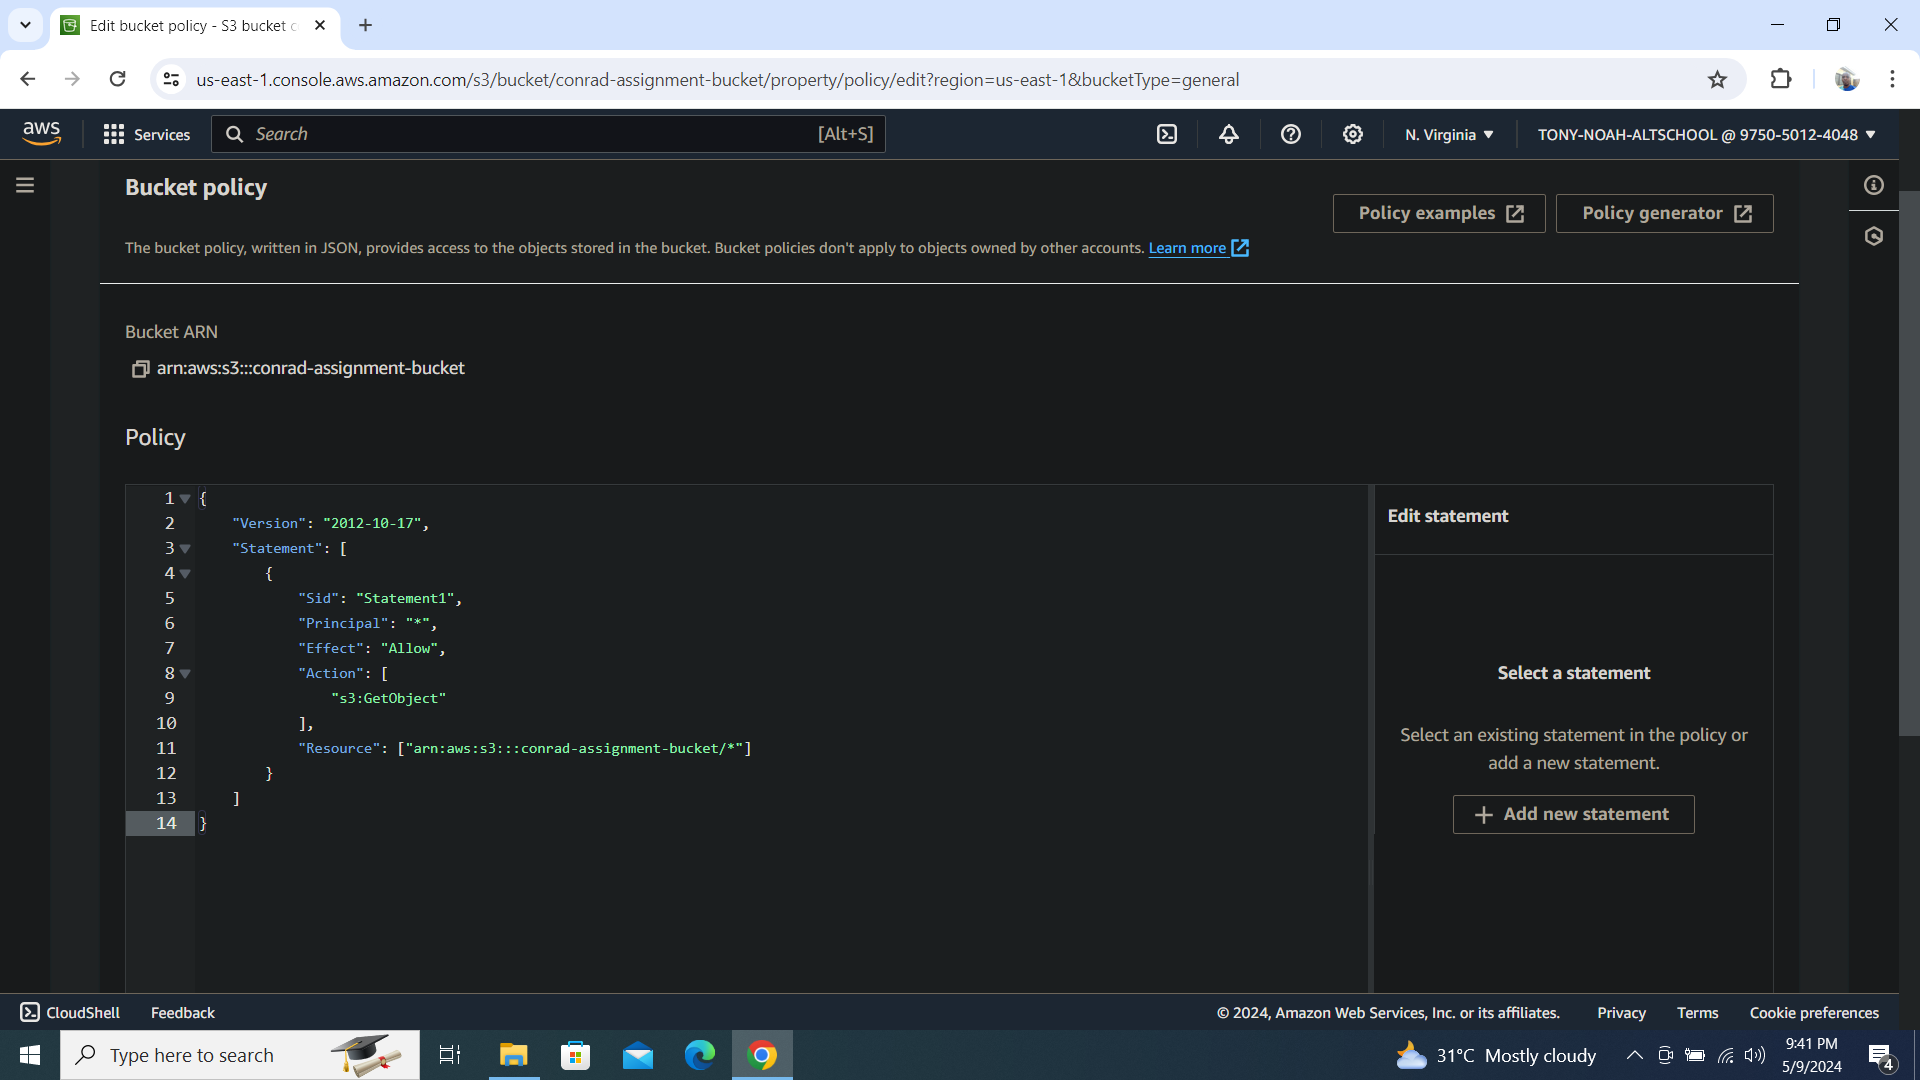 Edit bucket policy - S3 bucket c
us-east-1.console.aws.amazon.com/s3/bucket/conrad-assignment-bucket/property/policy/edit?region=us-east-1&bucketType=general
aws
Services
Search
[Alt+S]
N. Virginia
TONY-NOAH-ALTSCHOOL @ 9750-5012-4048
Bucket policy
Policy examples
Policy generator
The bucket policy, written in JSON, provides access to the objects stored in the bucket. Bucket policies don't apply to objects owned by other accounts. Learn more
Bucket ARN
arn:aws:s3:::conrad-assignment-bucket
Policy
1 {
2 "Version": "2012-10-17",
3 "Statement": [
4 {
5 "Sid": "Statement1",
6 "Principal": "*",
7 "Effect": "Allow",
8 "Action": [
9 "s3:GetObject"
10 ],
11 "Resource": ["arn:aws:s3:::conrad-assignment-bucket/*"]
12 }
13 ]
14 }
Edit statement
Select a statement
Select an existing statement in the policy or
add a new statement.
Add new statement
CloudShell
Feedback
© 2024, Amazon Web Services, Inc. or its affiliates.
Privacy
Terms
Cookie preferences
Type here to search
31°C Mostly cloudy
9:41 PM
5/9/2024
4